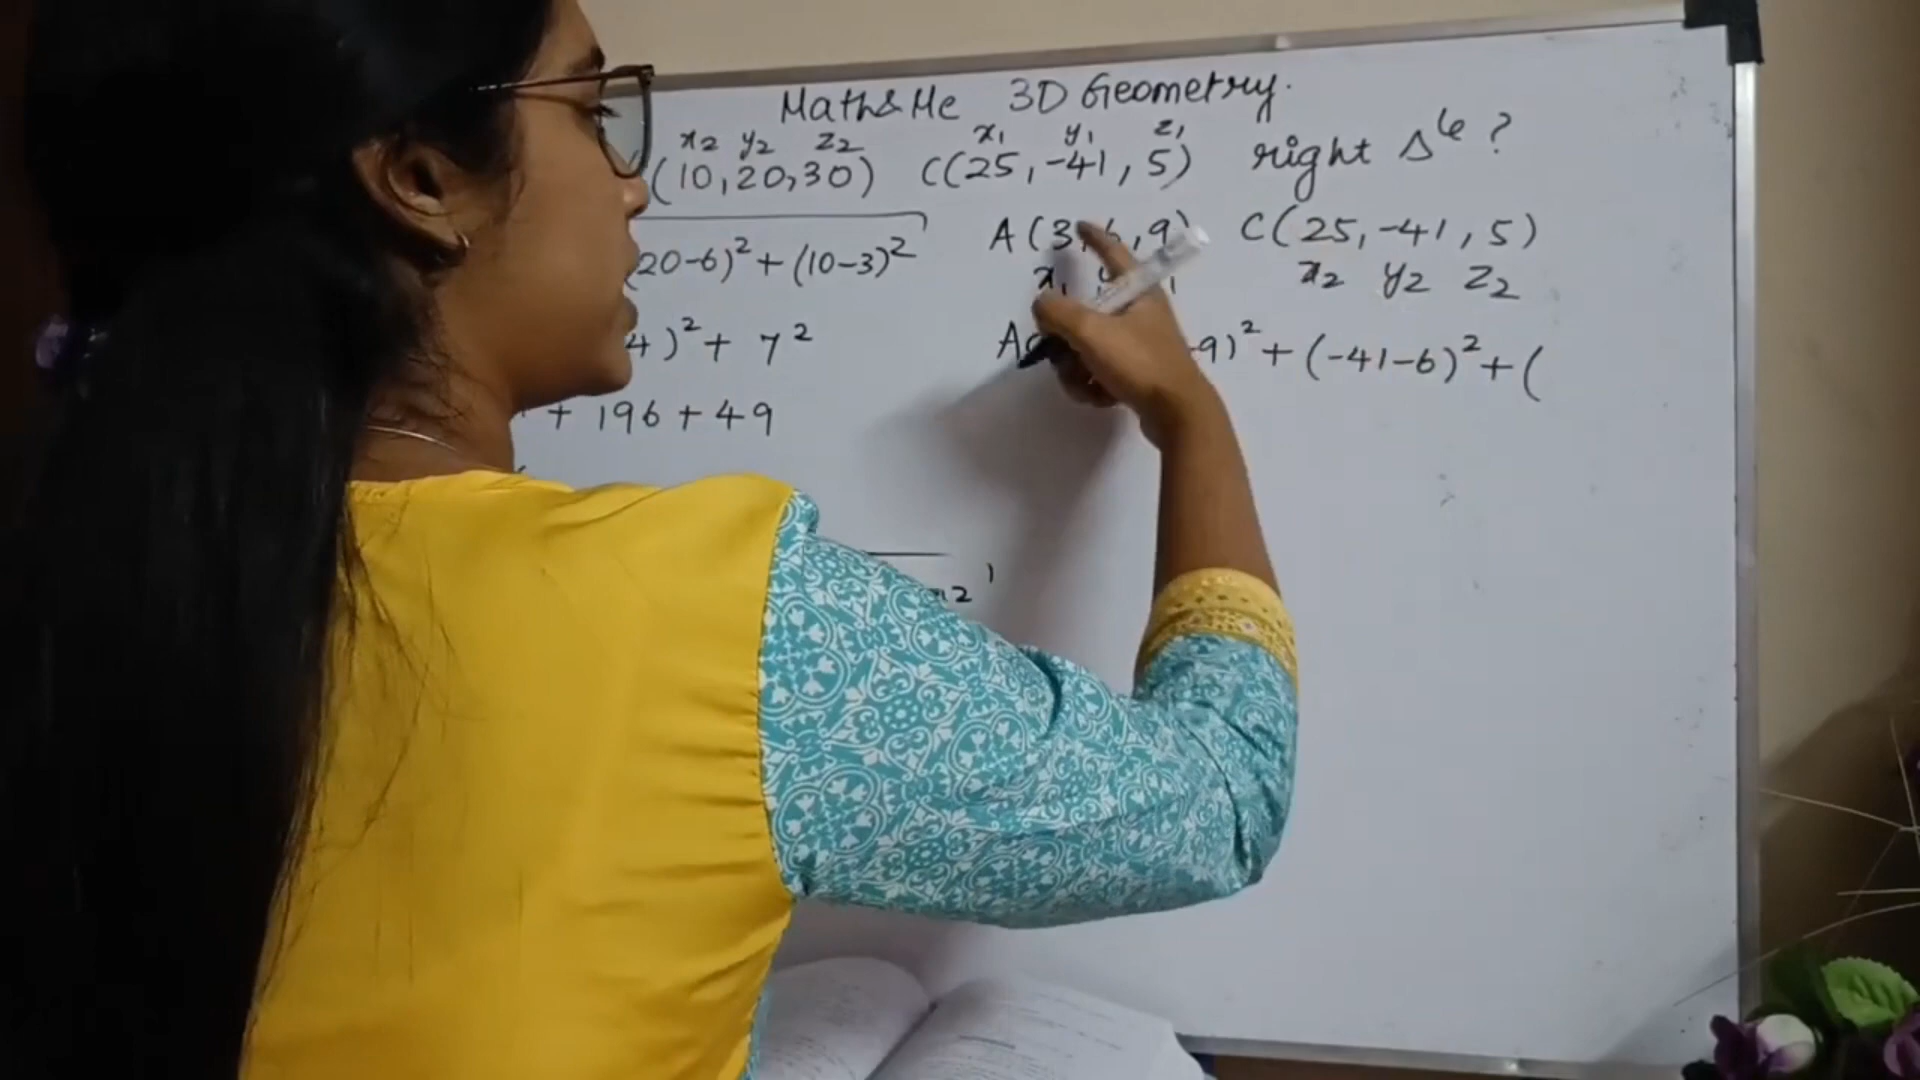 Math&Me 3D Geometry.
x2 y2 z2 x1 y1 z1
(10,20,30) C(25,-41,5) right Δle ?
A(3,6,9) C(25,-41,5)
20-6)² + (10-3)²
x1 x2 y2 z2
4)² + 7² -9)² + (-41-6)² + (
+ 196 + 49